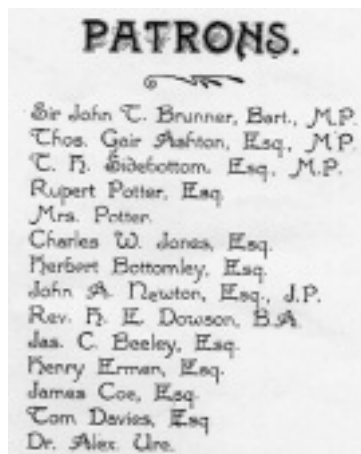 PATRONS.
Sir John T. Brunner, Bart., M.P.
Thos. Gair Ashton, Esq., M.P.
T. H. Sidebottom, Esq., M.P.
Rupert Potter, Esq.
Mrs. Potter.
Charles W. Jones, Esq.
Herbert Bottomley, Esq.
John A. Newton, Esq., J.P.
Rev. H. E. Dowson, B.A.
Jas. C. Beeley, Esq.
Henry Ermen, Esq.
James Coe, Esq.
Tom Davies, Esq
Dr. Alex. Ure.